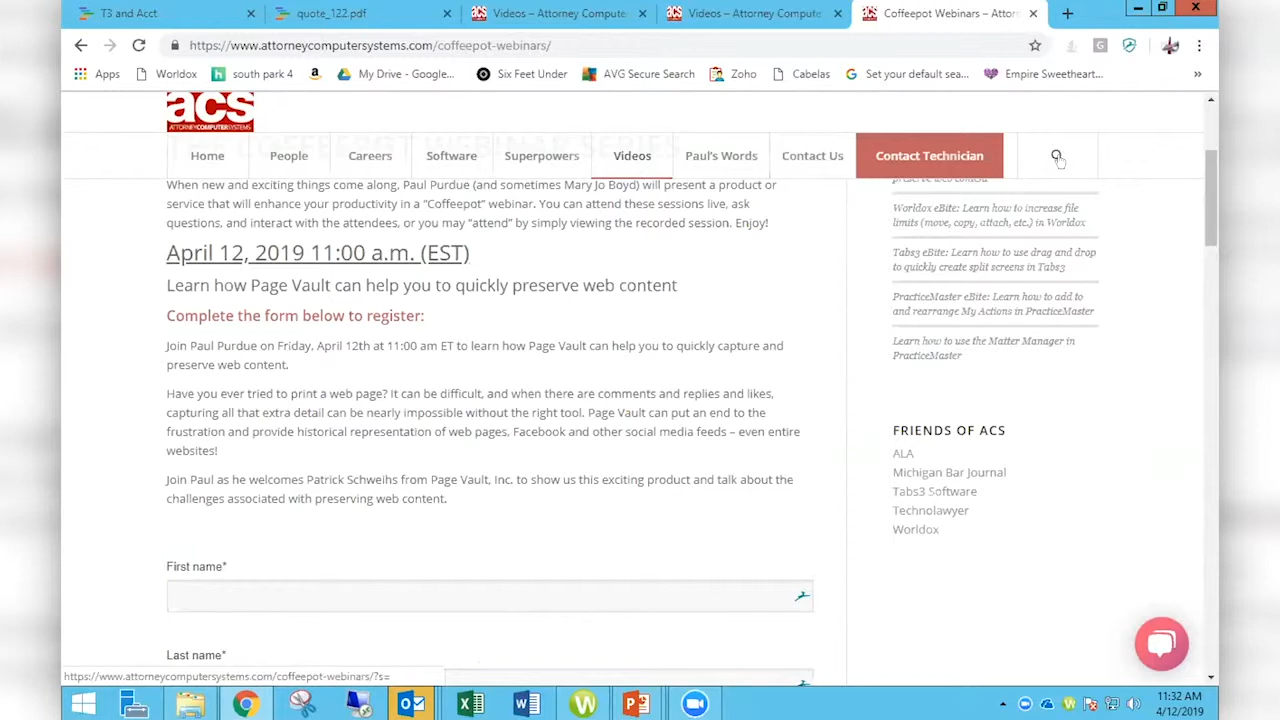 T3 and Acct
quote_122.pdf
Videos – Attorney Compute
Videos – Attorney Compute
Coffeepot Webinars – Attor
https://www.attorneycomputersystems.com/coffeepot-webinars/
Apps
Worldox
south park 4
My Drive - Google...
Six Feet Under
AVG Secure Search
Zoho
Cabelas
Set your default sea...
Empire Sweetheart...
»
acs
ATTORNEYCOMPUTERSYSTEMS
THE COFFEEPOT WEBINAR SERIES
Home
People
Careers
Software
Superpowers
Videos
Paul's Words
Contact Us
Contact Technician
When new and exciting things come along, Paul Purdue (and sometimes Mary Jo Boyd) will present a product or
service that will enhance your productivity in a "Coffeepot" webinar. You can attend these sessions live, ask
questions, and interact with the attendees, or you may "attend" by simply viewing the recorded session. Enjoy!
April 12, 2019 11:00 a.m. (EST)
Learn how Page Vault can help you to quickly preserve web content
Complete the form below to register:
Join Paul Purdue on Friday, April 12th at 11:00 am ET to learn how Page Vault can help you to quickly capture and
preserve web content.
Have you ever tried to print a web page? It can be difficult, and when there are comments and replies and likes,
capturing all that extra detail can be nearly impossible without the right tool. Page Vault can put an end to the
frustration and provide historical representation of web pages, Facebook and other social media feeds – even entire
websites!
Join Paul as he welcomes Patrick Schweihs from Page Vault, Inc. to show us this exciting product and talk about the
challenges associated with preserving web content.
First name*
Last name*
preserve web content
Worldox eBite: Learn how to increase file
limits (move, copy, attach, etc.) in Worldox
Tabs3 eBite: Learn how to use drag and drop
to quickly create split screens in Tabs3
PracticeMaster eBite: Learn how to add to
and rearrange My Actions in PracticeMaster
Learn how to use the Matter Manager in
PracticeMaster
FRIENDS OF ACS
ALA
Michigan Bar Journal
Tabs3 Software
Technolawyer
Worldox
https://www.attorneycomputersystems.com/coffeepot-webinars/?s=
11:32 AM
4/12/2019